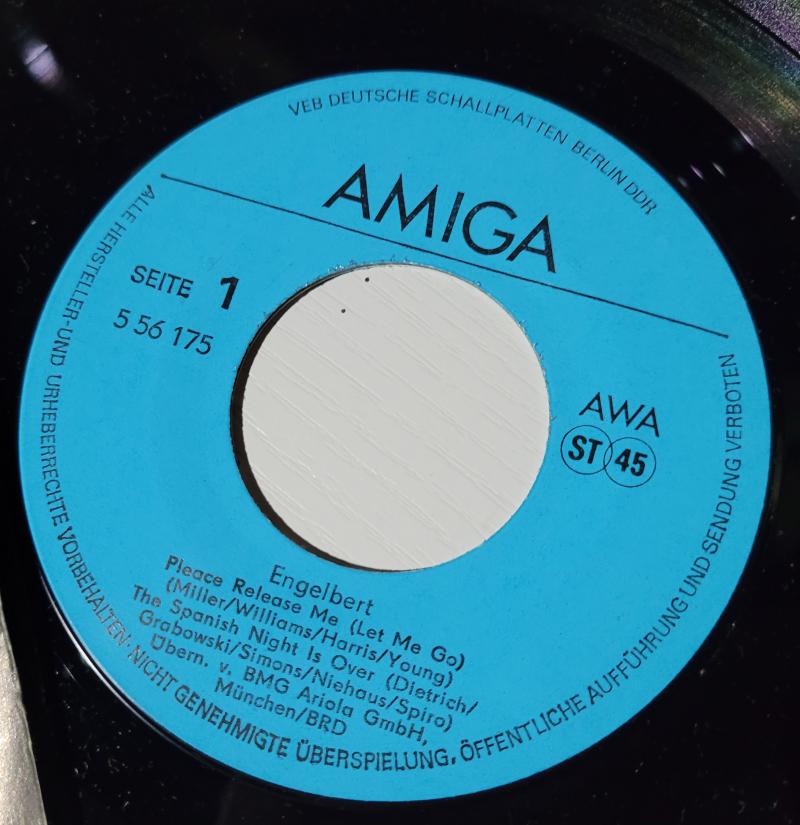 VEB DEUTSCHE SCHALLPLATTEN BERLIN DDR
AMIGA
SEITE 1
5 56 175
AWA
ST 45
Engelbert
Pleace Release Me (Let Me Go)
(Miller/Williams/Harris/Young)
The Spanish Night Is Over (Dietrich/
Grabowski/Simons/Niehaus/Spiro)
Übern. v. BMG Ariola GmbH,
München/BRD
ALLE HERSTELLER-UND URHEBERRECHTE VORBEHALTEN·NICHT GENEHMIGTE ÜBERSPIELUNG, ÖFFENTLICHE AUFFÜHRUNG UND SENDUNG VERBOTEN